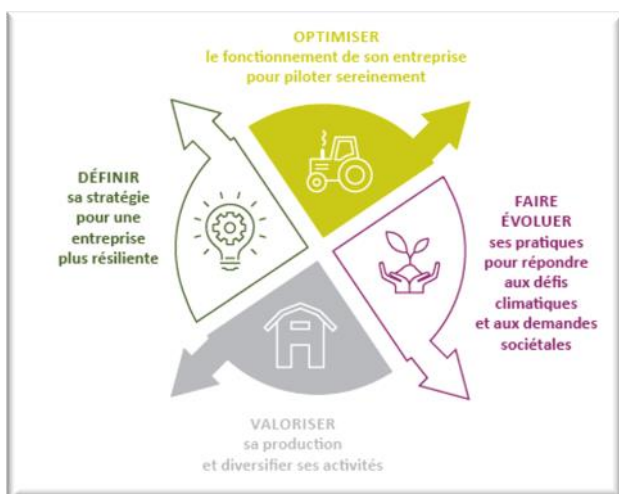 OPTIMISER
le fonctionnement de son entreprise
pour piloter sereinement
DÉFINIR
sa stratégie
pour une
entreprise
plus résiliente
FAIRE
ÉVOLUER
ses pratiques
pour répondre
aux défis
climatiques
et aux demandes
sociétales
VALORISER
sa production
et diversifier ses activités